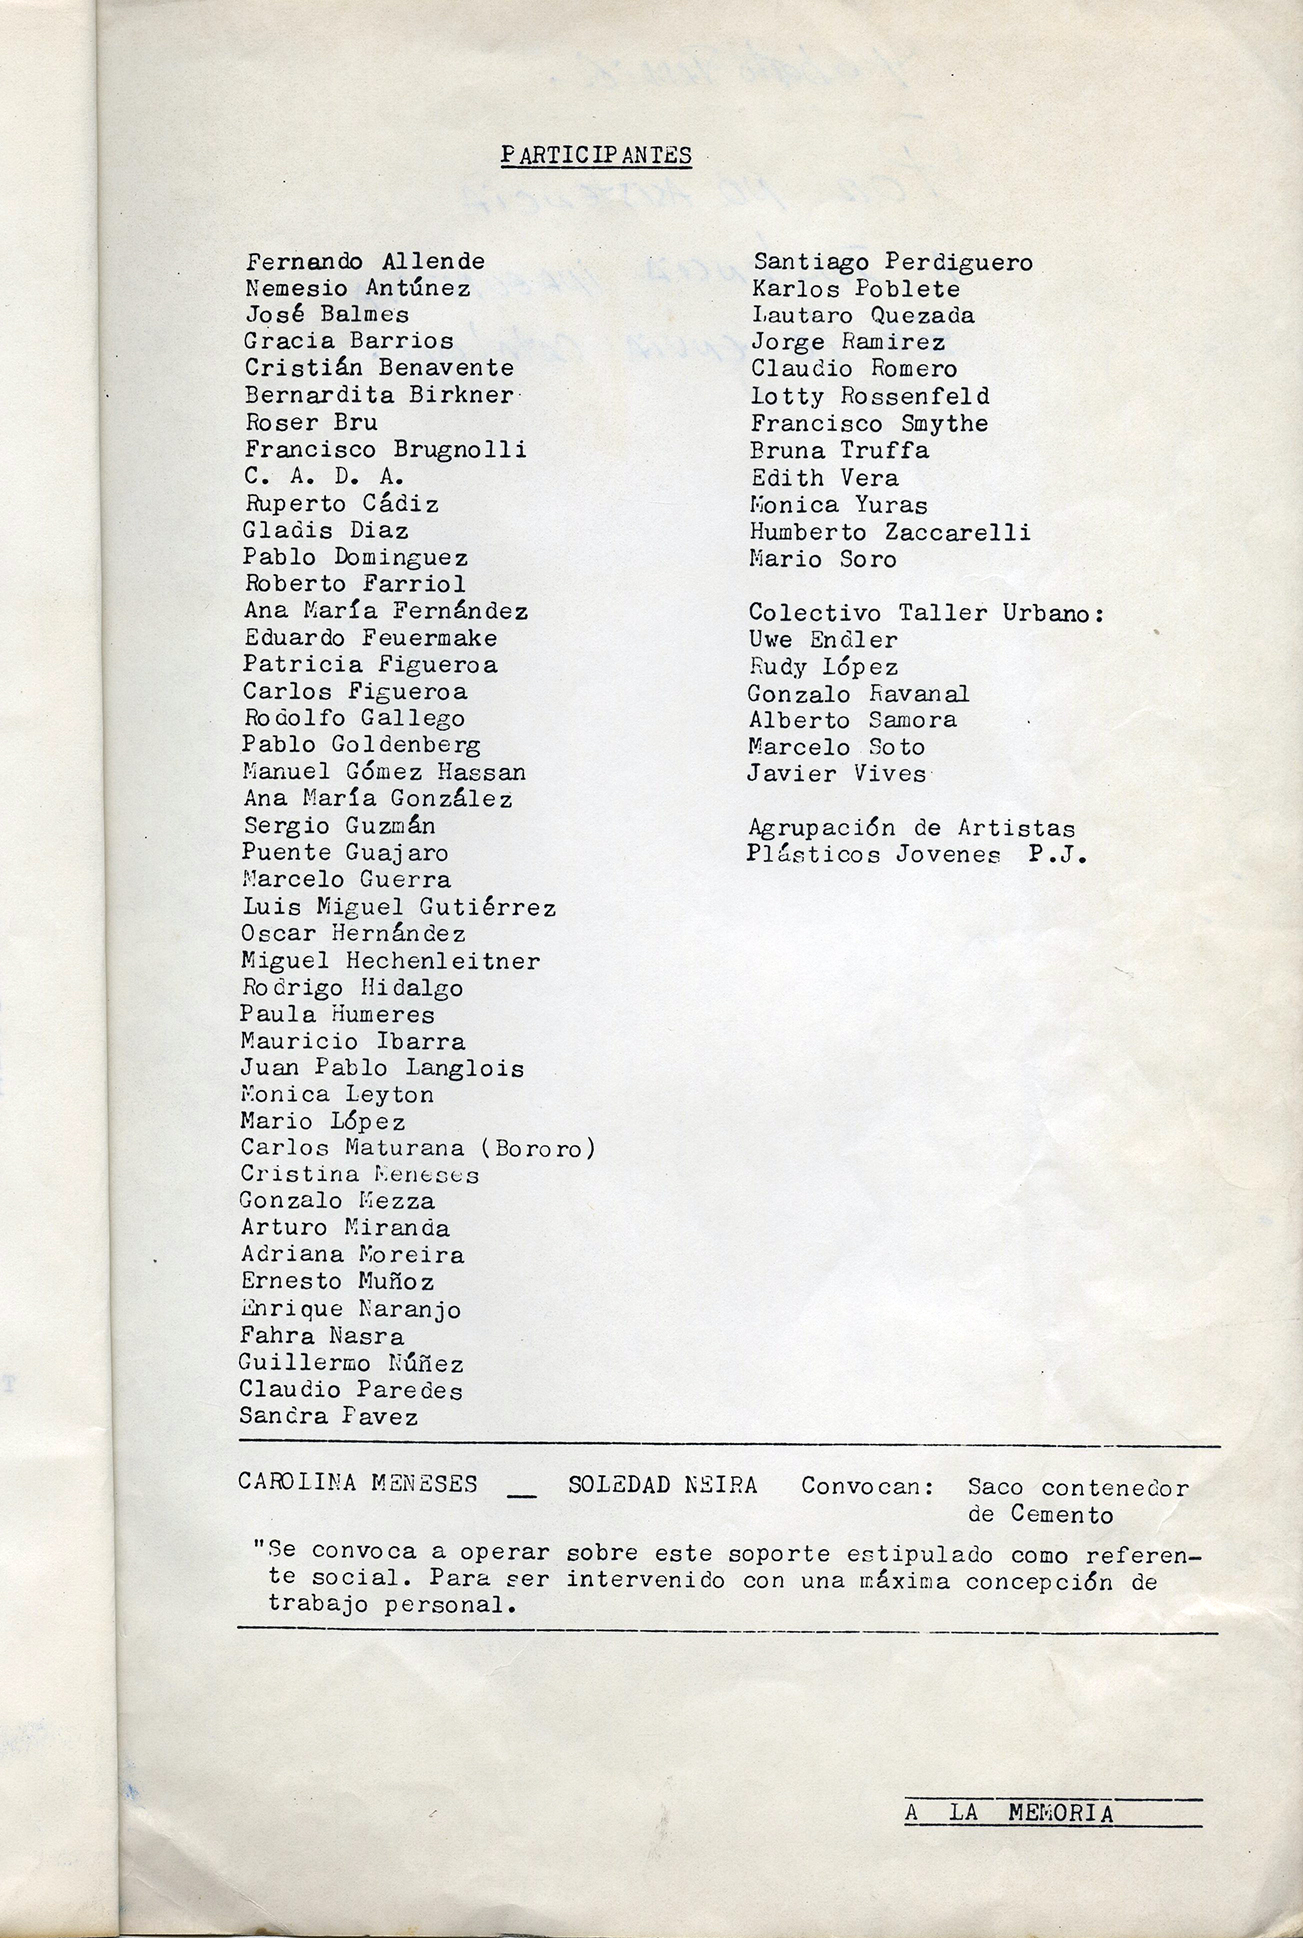 PARTICIPANTES
Fernando Allende
Nemesio Antúnez
José Balmes
Gracia Barrios
Cristián Benavente
Bernardita Birkner
Roser Bru
Francisco Brugnolli
C. A. D. A.
Ruperto Cádiz
Gladis Diaz
Pablo Dominguez
Roberto Farriol
Ana María Fernández
Eduardo Feuermake
Patricia Figueroa
Carlos Figueroa
Rodolfo Gallego
Pablo Goldenberg
Manuel Gómez Hassan
Ana María González
Sergio Guzmán
Puente Guajaro
Marcelo Guerra
Luis Miguel Gutiérrez
Oscar Hernández
Miguel Hechenleitner
Rodrigo Hidalgo
Paula Humeres
Mauricio Ibarra
Juan Pablo Langlois
Monica Leyton
Mario López
Carlos Maturana (Bororo)
Cristina Meneses
Gonzalo Mezza
Arturo Miranda
Adriana Moreira
Ernesto Muñoz
Enrique Naranjo
Fahra Nasra
Guillermo Núñez
Claudio Paredes
Sandra Pavez
Santiago Perdiguero
Karlos Poblete
Lautaro Quezada
Jorge Ramirez
Claudio Romero
Lotty Rossenfeld
Francisco Smythe
Bruna Truffa
Edith Vera
Monica Yuras
Humberto Zaccarelli
Mario Soro
Colectivo Taller Urbano:
Uwe Endler
Rudy López
Gonzalo Ravanal
Alberto Samora
Marcelo Soto
Javier Vives
Agrupación de Artistas
Plásticos Jovenes P.J.
CAROLINA MENESES _ SOLEDAD NEIRA Convocan: Saco contenedor
de Cemento
"Se convoca a operar sobre este soporte estipulado como referen-
te social. Para ser intervenido con una máxima concepción de
trabajo personal.
A LA MEMORIA